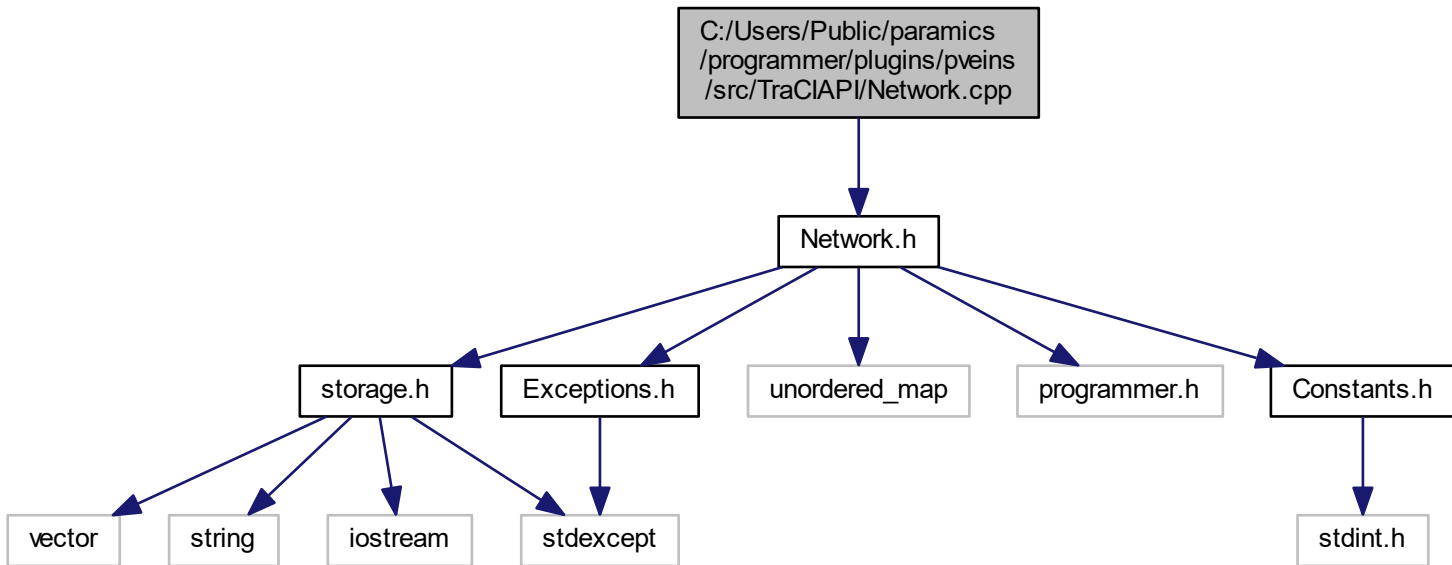 C:/Users/Public/paramics
/programmer/plugins/pveins
/src/TraCIAPI/Network.cpp
Network.h
storage.h
Exceptions.h
unordered_map
programmer.h
Constants.h
vector
string
iostream
stdexcept
stdint.h